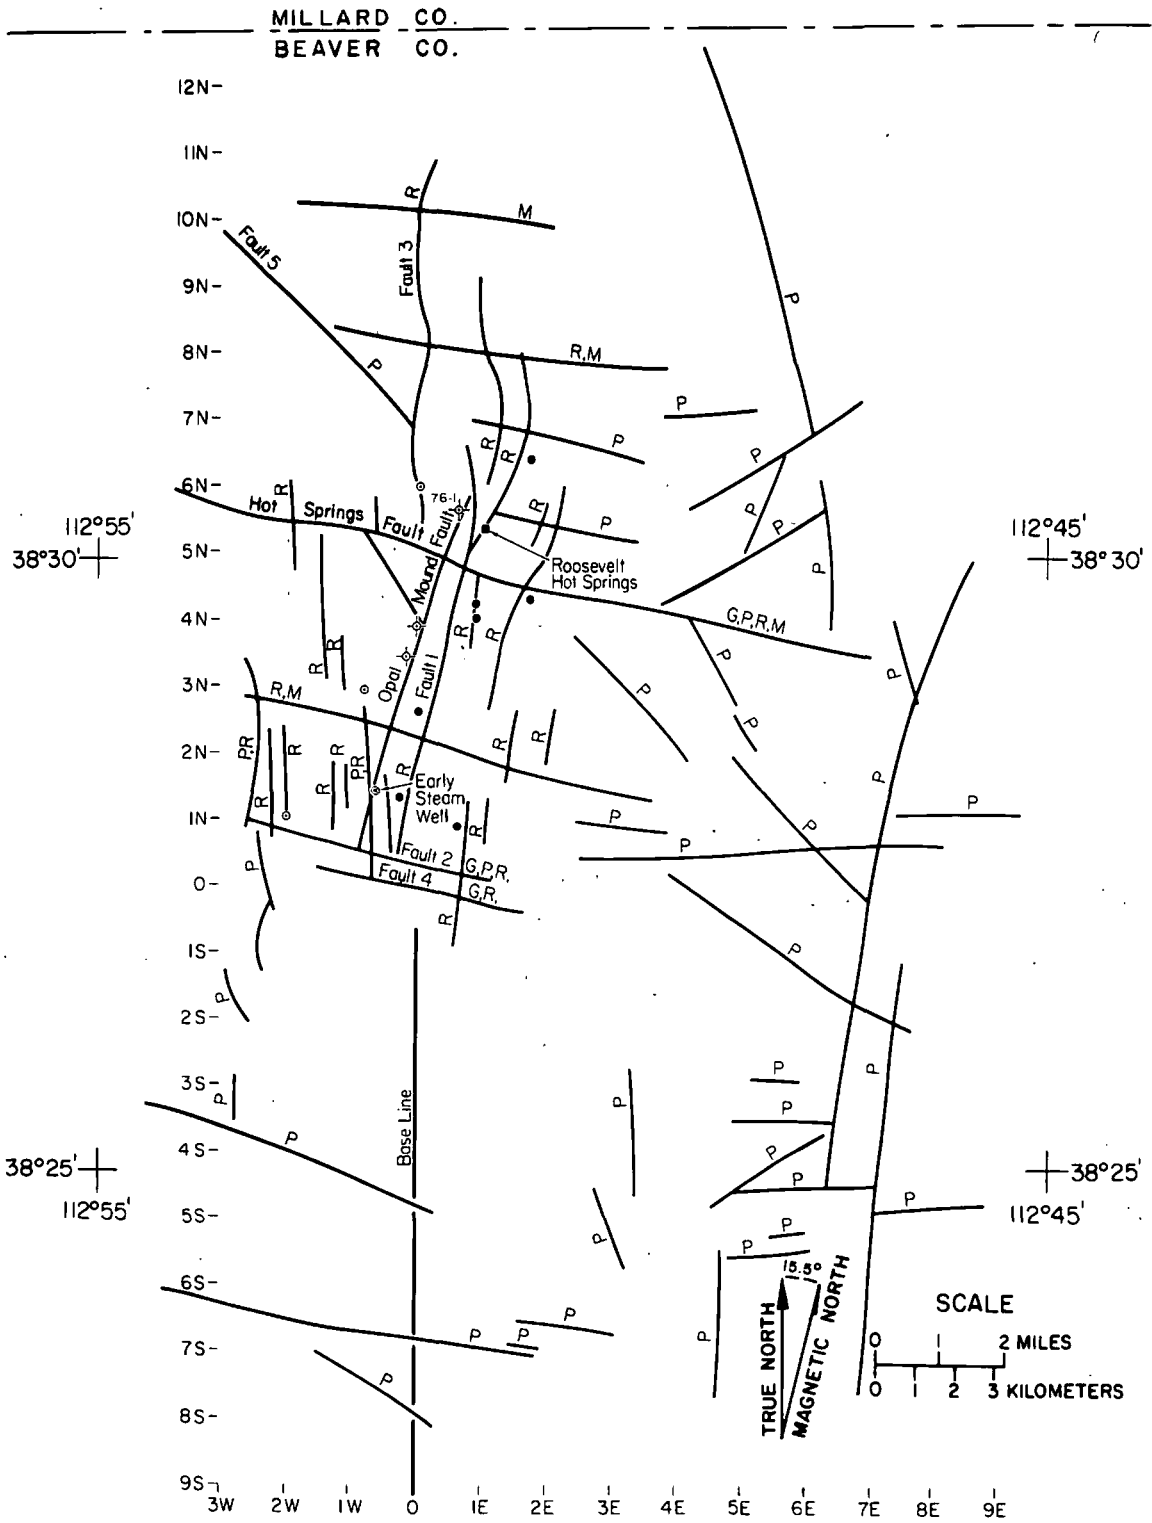 MILLARD CO.
BEAVER CO.
12N
11N
10N
9N
8N
7N
6N
5N
4N
3N
2N
1N
0
1S
2S
3S
4S
5S
6S
7S
8S
9S
3W 2W 1W 0 1E 2E 3E 4E 5E 6E 7E 8E 9E
R
M
Fault 5
Fault 3
P
P
R,M
P
P
R
R
P
R
Hot Springs Fault
76-1
R
P
P
P
P
112°55'
38°30'
112°45'
38°30'
Roosevelt
Hot Springs
Opal Mound Fault
Fault 1
G,P,R,M
R
R
R
R
P
P
P
P
R,M
P,R
R
R
P,R
R
R
R
P
P
R
R
Early
Steam
Well
R
P
P
P
P
Fault 2
G,P,R,
Fault 4
G,R,
R
P
P
P
P
Base Line
P
P
P
P
P
P
P
P
38°25'
112°55'
38°25'
112°45'
P
P
P
P
P
P
P
P
P
15.5°
TRUE NORTH
MAGNETIC NORTH
SCALE
0 1 2 MILES
0 1 2 3 KILOMETERS